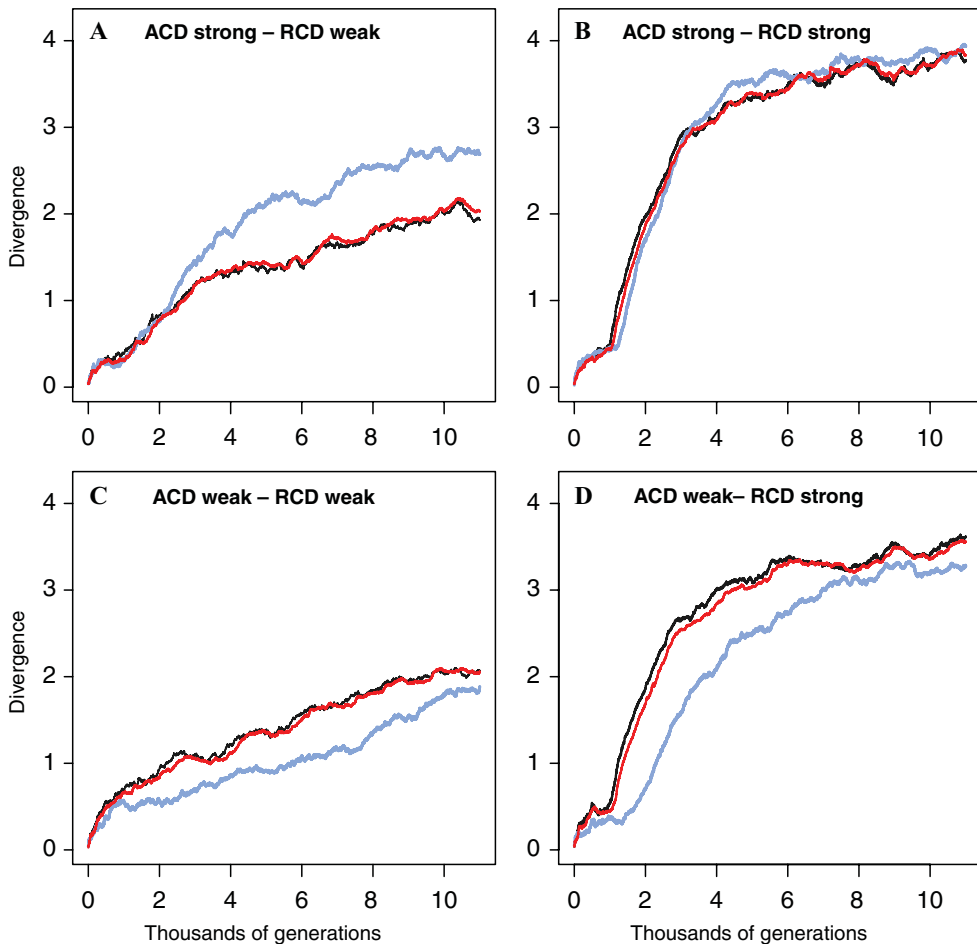 A ACD strong – RCD weak
Divergence
4
3
2
1
0
0 2 4 6 8 10
B ACD strong – RCD strong
4
3
2
1
0
0 2 4 6 8 10
C ACD weak – RCD weak
Divergence
4
3
2
1
0
0 2 4 6 8 10
Thousands of generations
D ACD weak– RCD strong
4
3
2
1
0
0 2 4 6 8 10
Thousands of generations